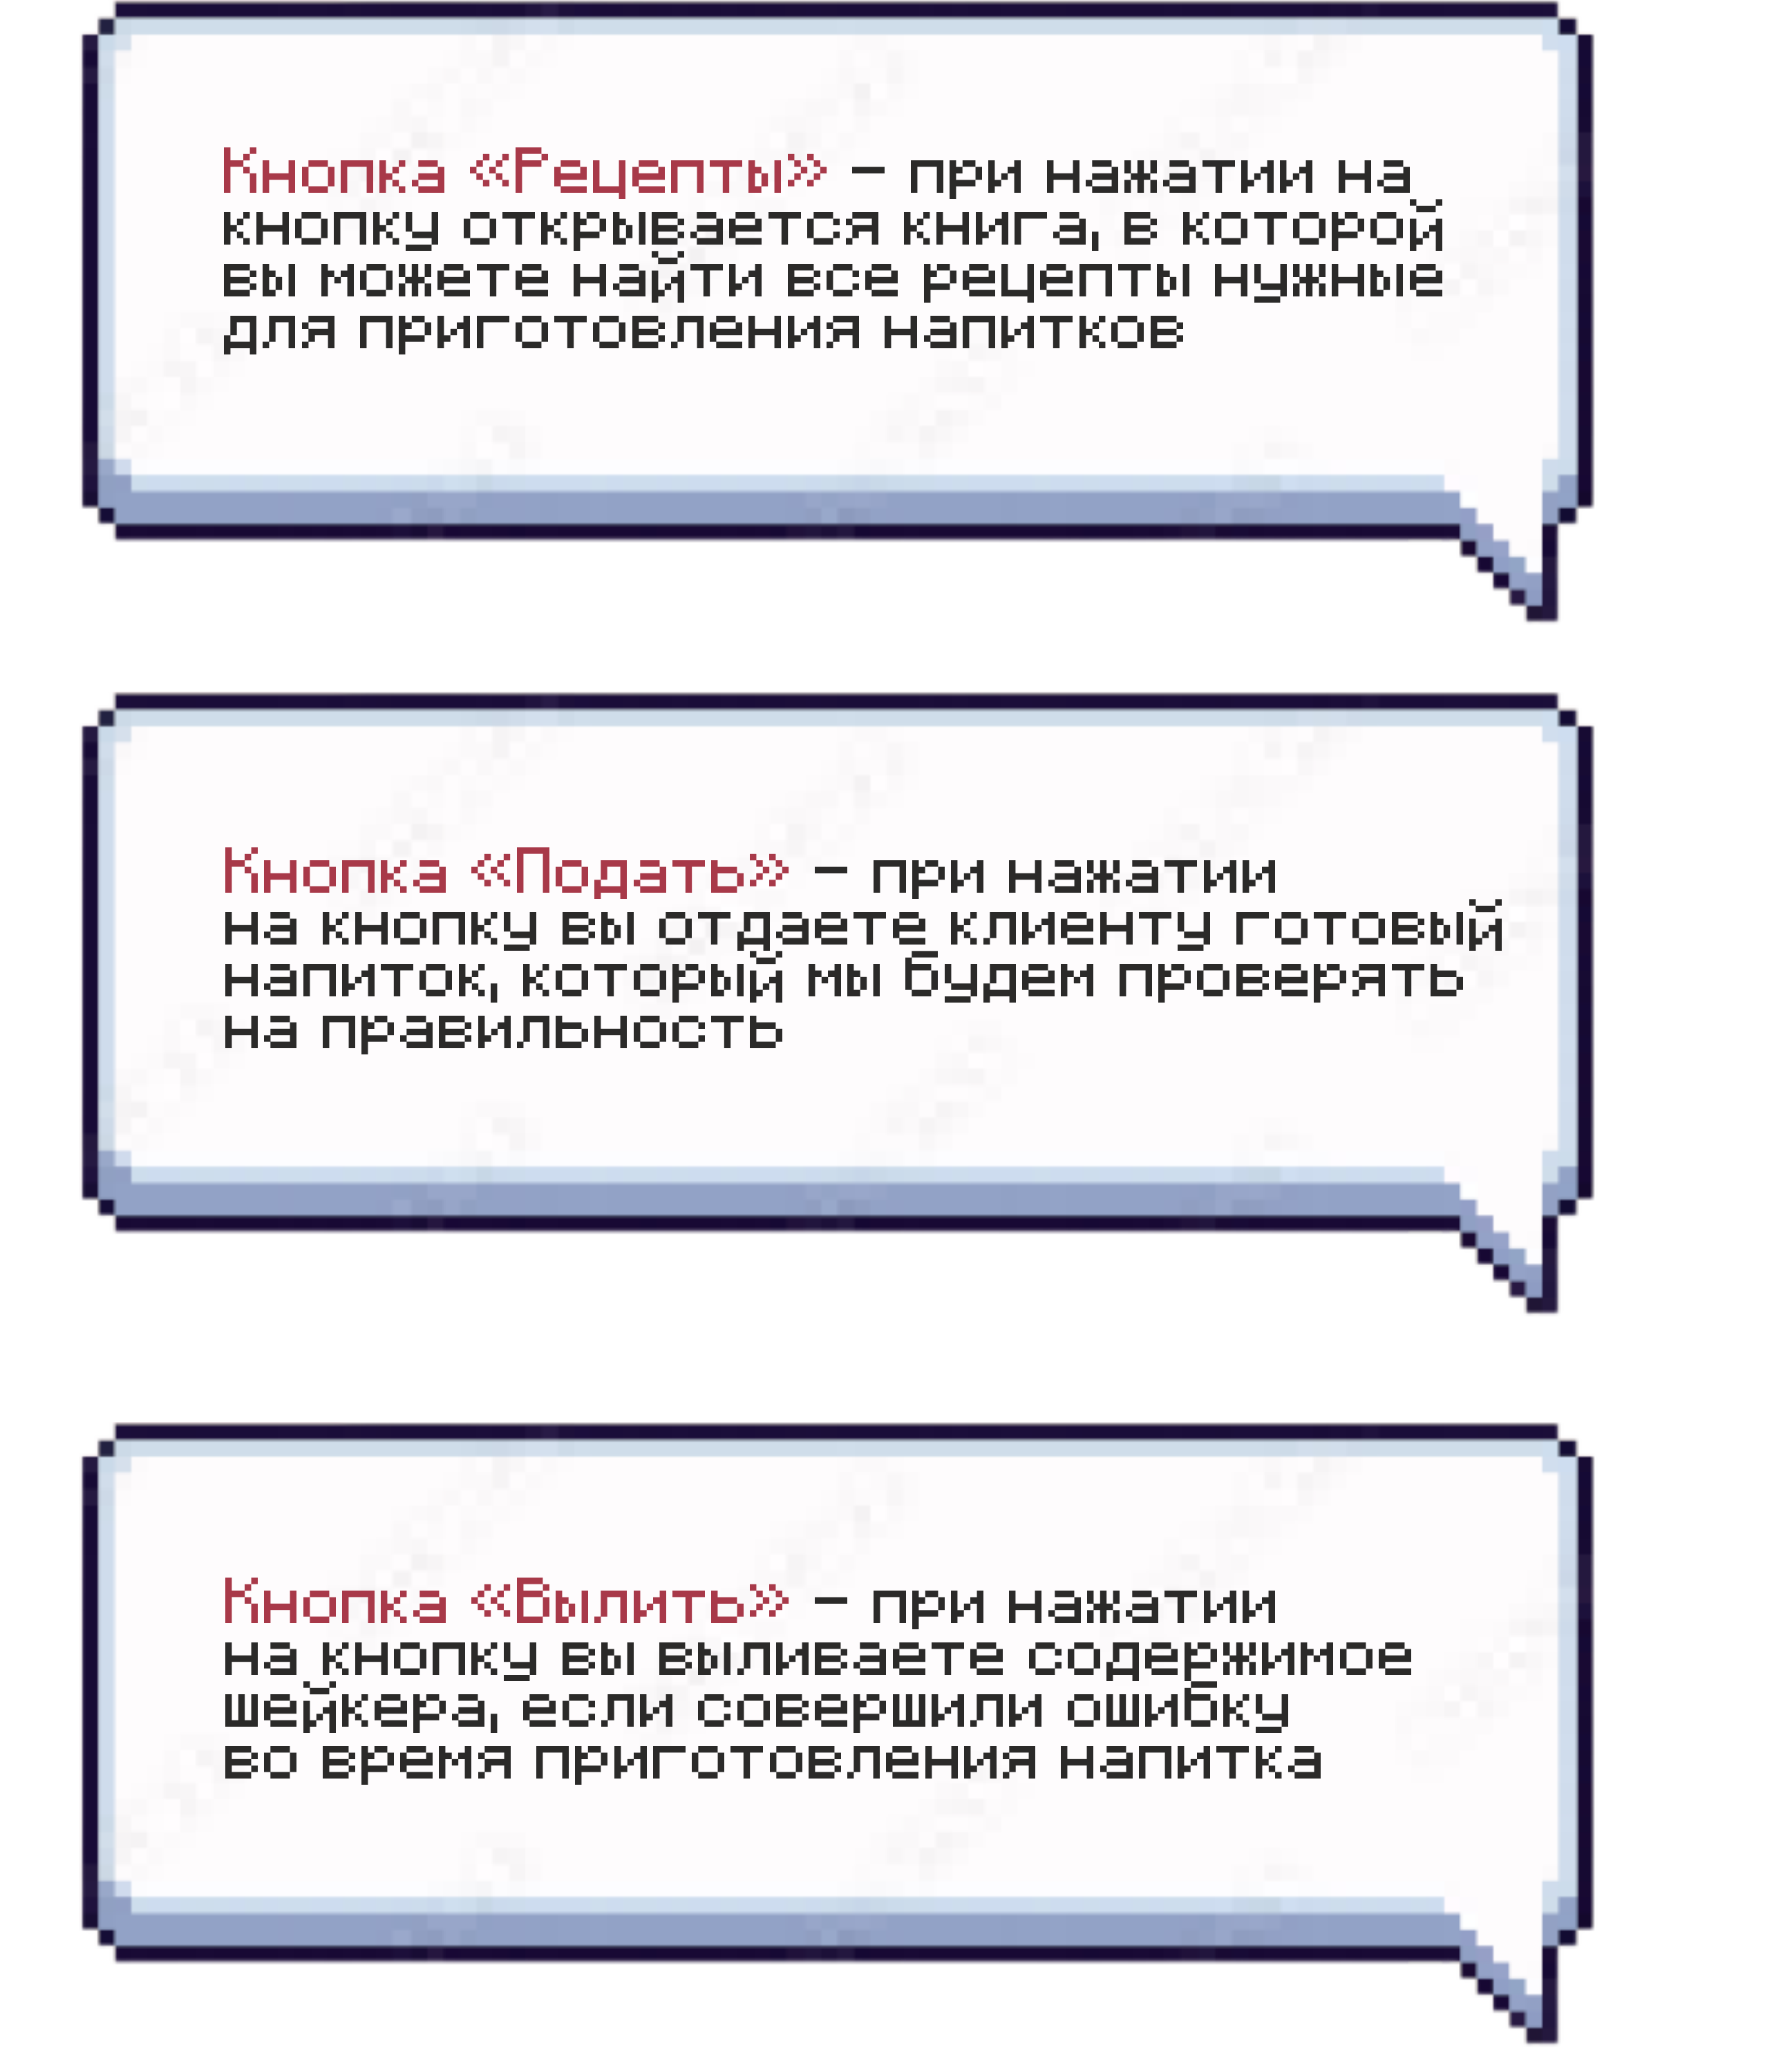 Кнопка «Рецепты» – при нажатии на
кнопку открывается книга, в которой
вы можете найти все рецепты нужные
для приготовления напитков
Кнопка «Подать» – при нажатии
на кнопку вы отдаете клиенту готовый
напиток, который мы будем проверять
на правильность
Кнопка «Вылить» – при нажатии
на кнопку вы выливаете содержимое
шейкера, если совершили ошибку
во время приготовления напитка